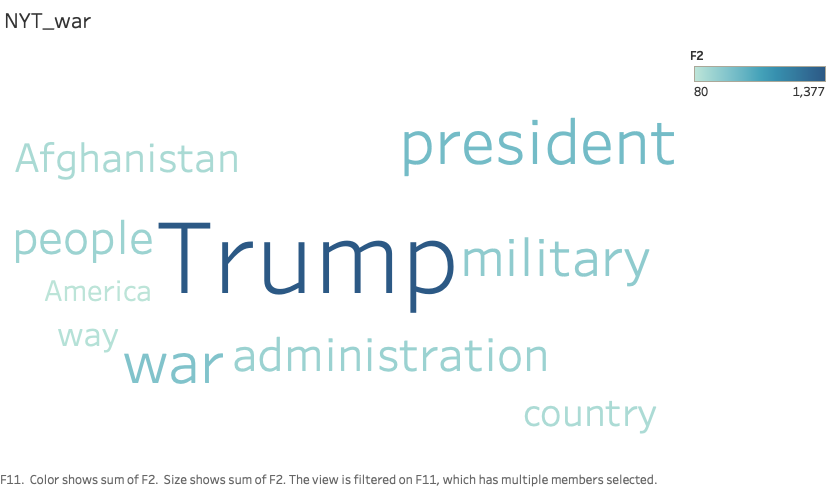 NYT_war
F2
80 1,377
president
Afghanistan
people Trump military
America
way
war administration
country
F11.  Color shows sum of F2.  Size shows sum of F2. The view is filtered on F11, which has multiple members selected.